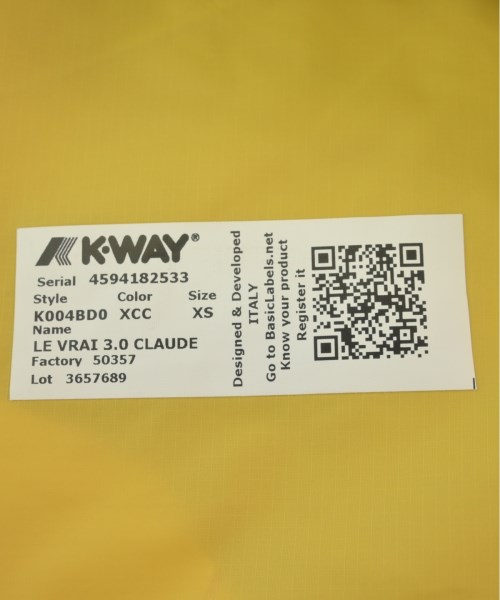 K·WAY®
Serial 4594182533
Style Color Size
K004BD0 XCC XS
Name
LE VRAI 3.0 CLAUDE
Factory 50357
Lot 3657689
Designed & Developed
ITALY
Go to BasicLabels.net
Know your product
Register it